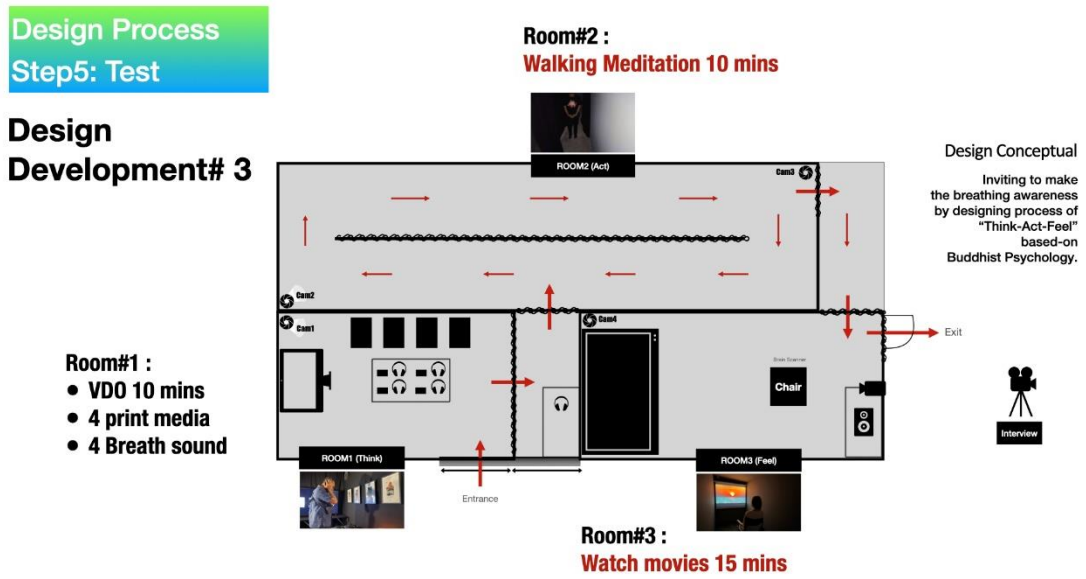 Design Process
Step5: Test
Design
Development# 3
Room#2 :
Walking Meditation 10 mins
ROOM2 (Act)
Cam3
Design Conceptual
Inviting to make
the breathing awareness
by designing process of
“Think-Act-Feel”
based-on
Buddhist Psychology.
Cam2
Cam1
Cam4
Exit
Room#1 :
• VDO 10 mins
• 4 print media
• 4 Breath sound
Brain Scanner
Chair
Interview
ROOM1 (Think)
ROOM3 (Feel)
Entrance
Room#3 :
Watch movies 15 mins